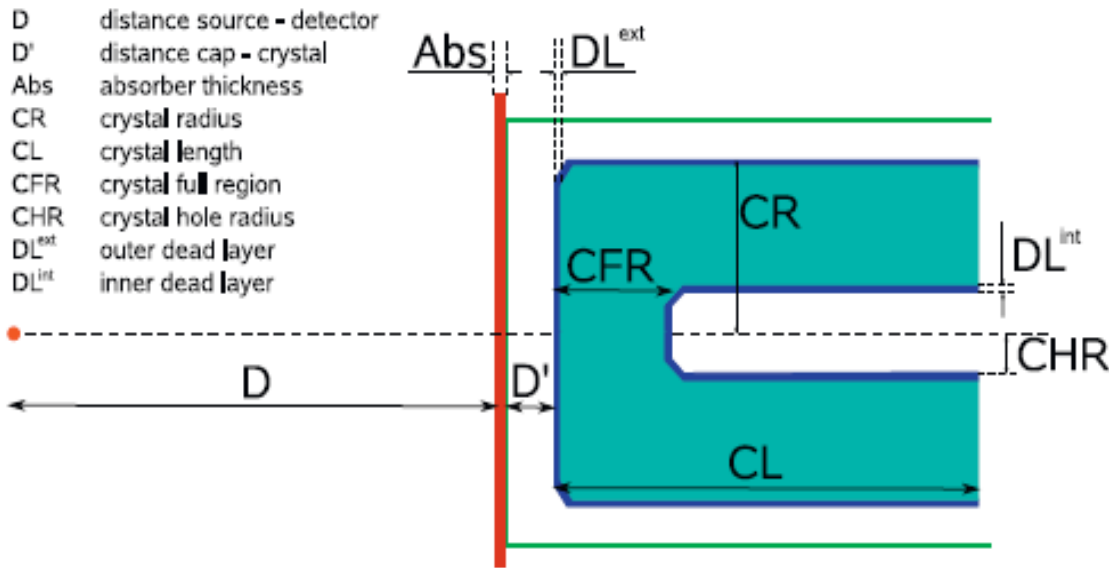 D distance source - detector
D' distance cap - crystal
Abs absorber thickness
CR crystal radius
CL crystal length
CFR crystal full region
CHR crystal hole radius
DL^ext outer dead layer
DL^int inner dead layer
Abs
DL^ext
CR
DL^int
CFR
CHR
D
D'
CL